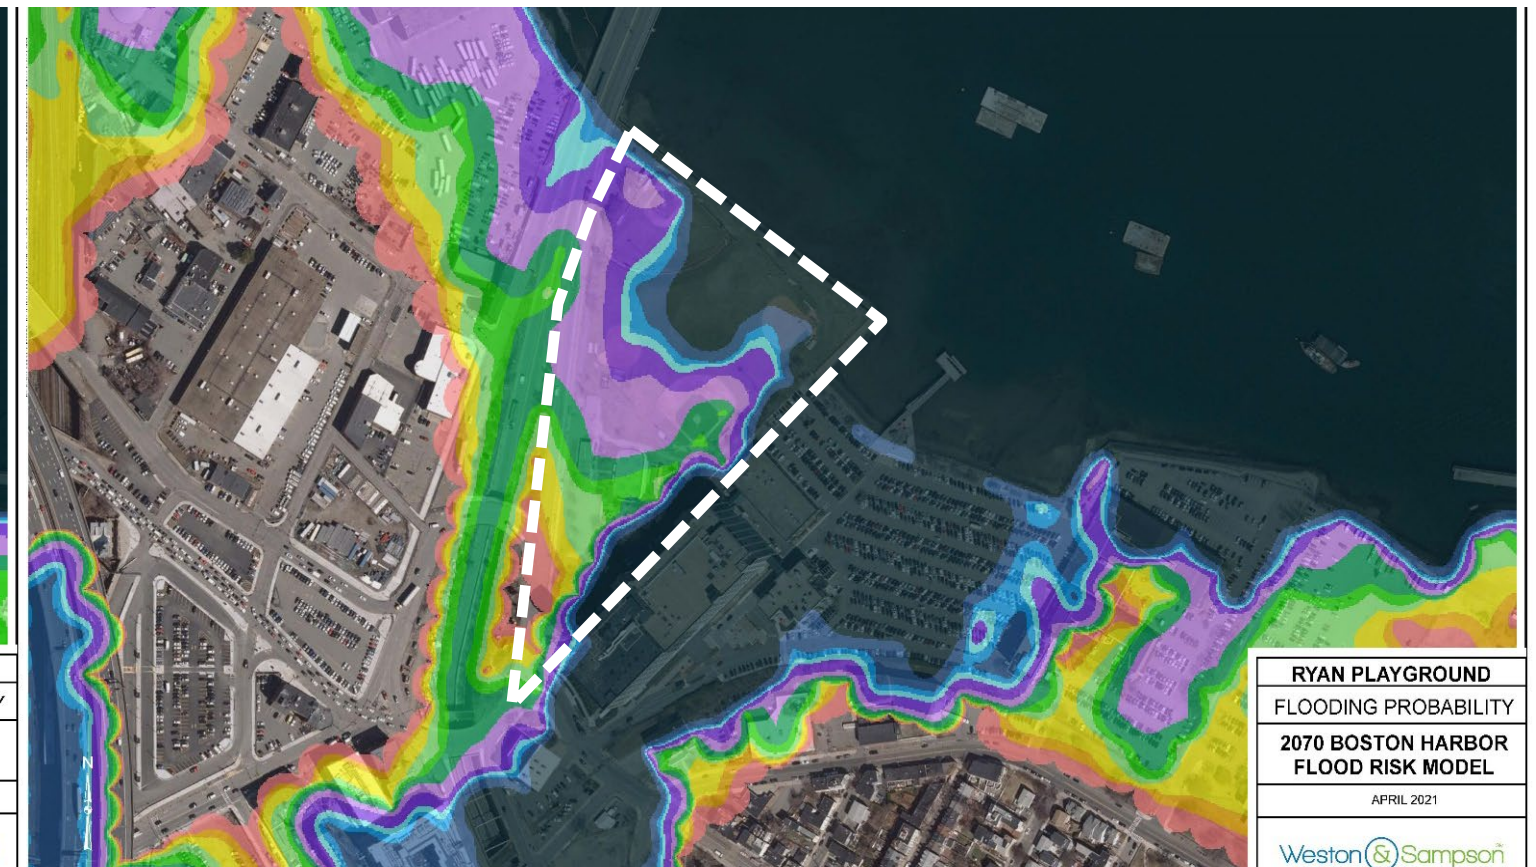 Y
N
RYAN PLAYGROUND
FLOODING PROBABILITY
2070 BOSTON HARBOR
FLOOD RISK MODEL
APRIL 2021
Weston & Sampson